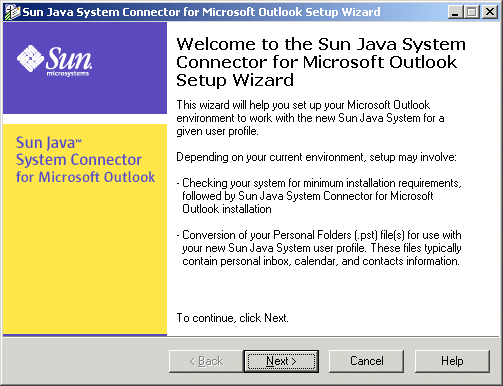 Sun Java System Connector for Microsoft Outlook Setup Wizard
Sun
microsystems
Sun Java™
System Connector
for Microsoft Outlook
Welcome to the Sun Java System
Connector for Microsoft Outlook
Setup Wizard
This wizard will help you set up your Microsoft Outlook
environment to work with the new Sun Java System for a
given user profile.
Depending on your current environment, setup may involve:
- Checking your system for minimum installation requirements,
followed by Sun Java System Connector for Microsoft
Outlook installation
- Conversion of your Personal Folders (.pst) file(s) for use with
your new Sun Java System user profile. These files typically
contain personal inbox, calendar, and contacts information.
To continue, click Next.
< Back
Next >
Cancel
Help